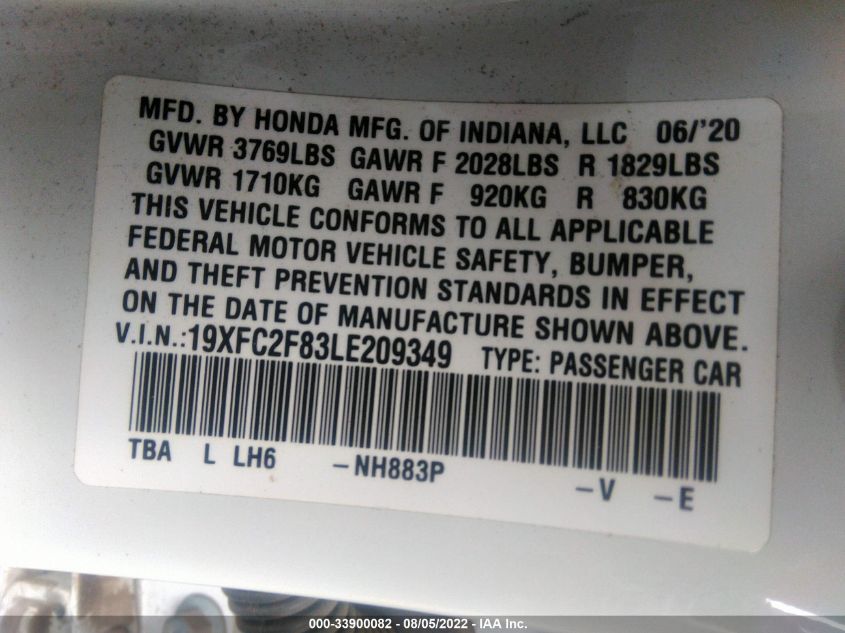 MFD. BY HONDA MFG. OF INDIANA, LLC 06/'20
GVWR 3769LBS GAWR F 2028LBS R 1829LBS
GVWR 1710KG GAWR F 920KG R 830KG
THIS VEHICLE CONFORMS TO ALL APPLICABLE
FEDERAL MOTOR VEHICLE SAFETY, BUMPER,
AND THEFT PREVENTION STANDARDS IN EFFECT
ON THE DATE OF MANUFACTURE SHOWN ABOVE.
V.I.N.:19XFC2F83LE209349 TYPE: PASSENGER CAR
TBA L LH6 -NH883P -V -E
000-33900082 - 08/05/2022 - IAA Inc.